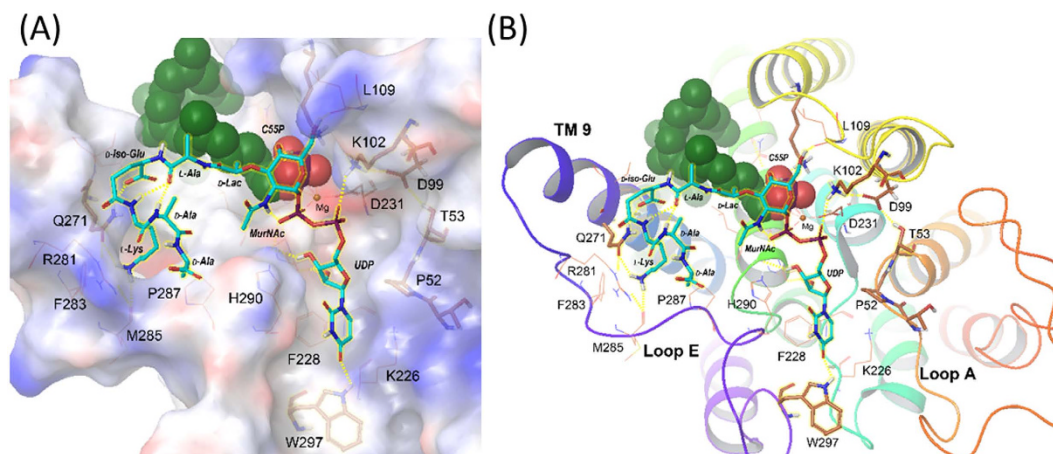 (A)
L109
C55P
K102
D-iso-Glu
L-Ala
D-Lac
D99
D231
Mg
T53
Q271
D-Ala
MurNAc
L-Lys
UDP
R281
D-Ala
P52
F283
P287
H290
M285
F228
K226
W297
(B)
L109
TM 9
C55P
K102
D-iso-Glu
L-Ala
D-Lac
D99
D231
Mg
T53
Q271
D-Ala
MurNAc
L-Lys
UDP
R281
D-Ala
P52
F283
P287
H290
M285
Loop E
F228
K226
Loop A
W297